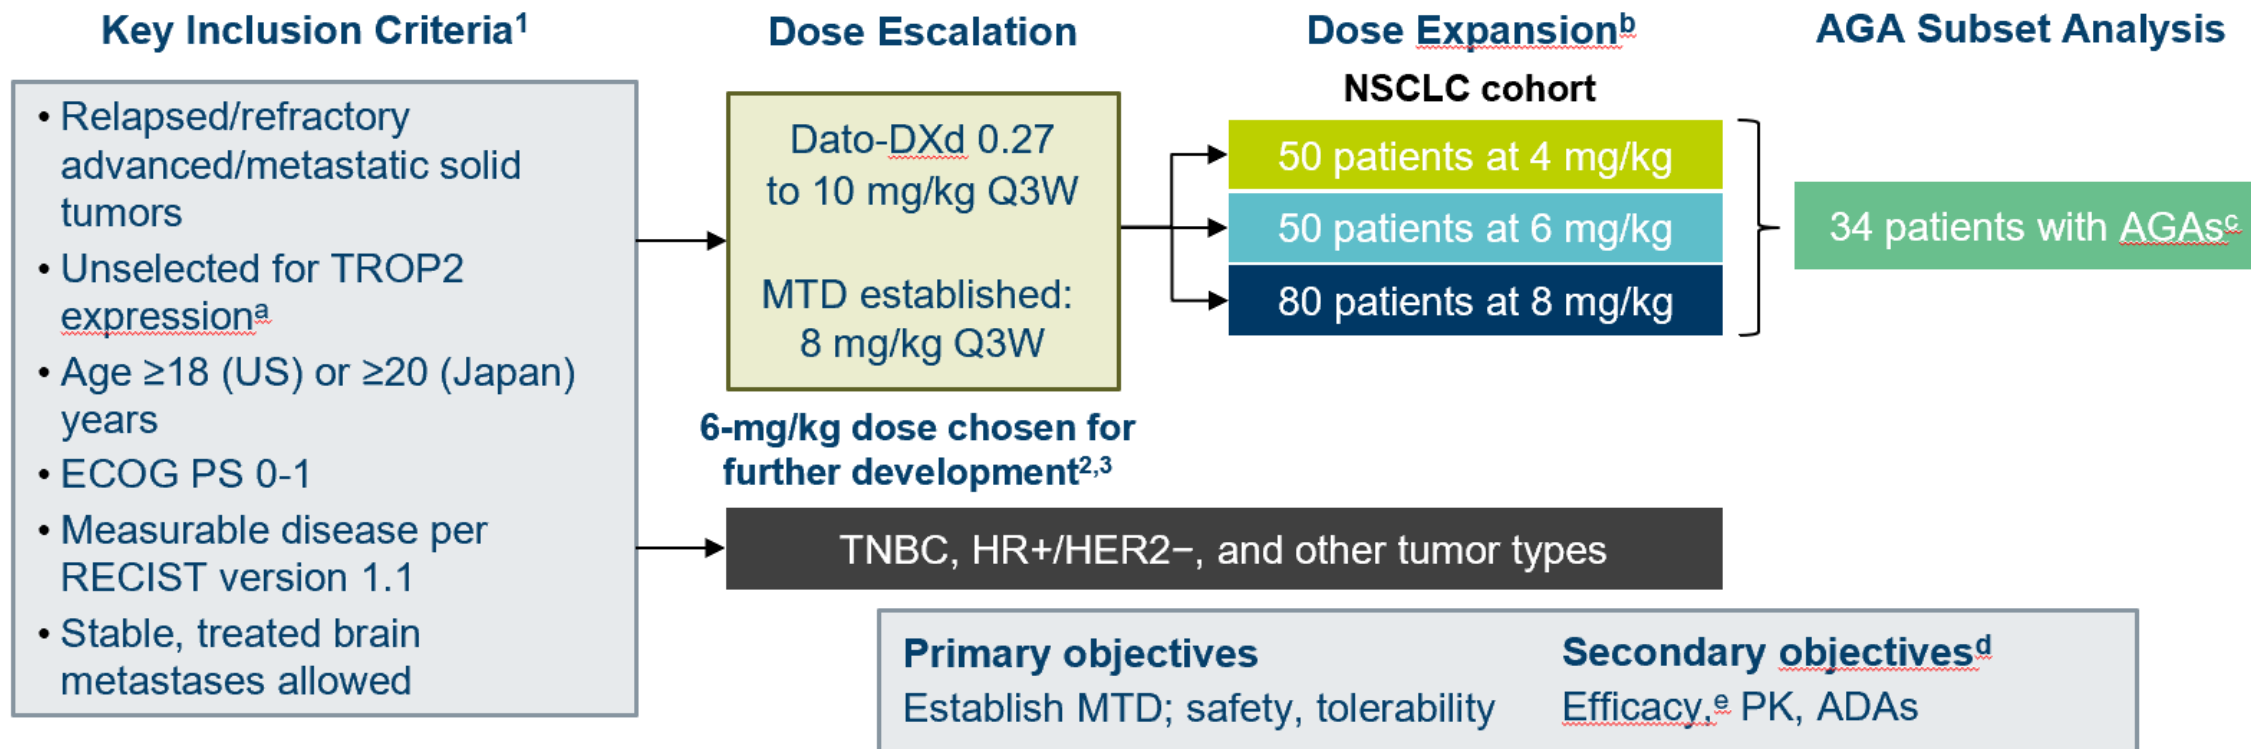 Key Inclusion Criteria¹
• Relapsed/refractory
advanced/metastatic solid
tumors
• Unselected for TROP2
expressionᵃ
• Age ≥18 (US) or ≥20 (Japan)
years
• ECOG PS 0-1
• Measurable disease per
RECIST version 1.1
• Stable, treated brain
metastases allowed
Dose Escalation
Dato-DXd 0.27
to 10 mg/kg Q3W
MTD established:
8 mg/kg Q3W
6-mg/kg dose chosen for
further development²,³
Dose Expansionᵇ
NSCLC cohort
50 patients at 4 mg/kg
50 patients at 6 mg/kg
80 patients at 8 mg/kg
AGA Subset Analysis
34 patients with AGAsᶜ
TNBC, HR+/HER2−, and other tumor types
Primary objectives
Establish MTD; safety, tolerability
Secondary objectivesᵈ
Efficacy,ᵉ PK, ADAs